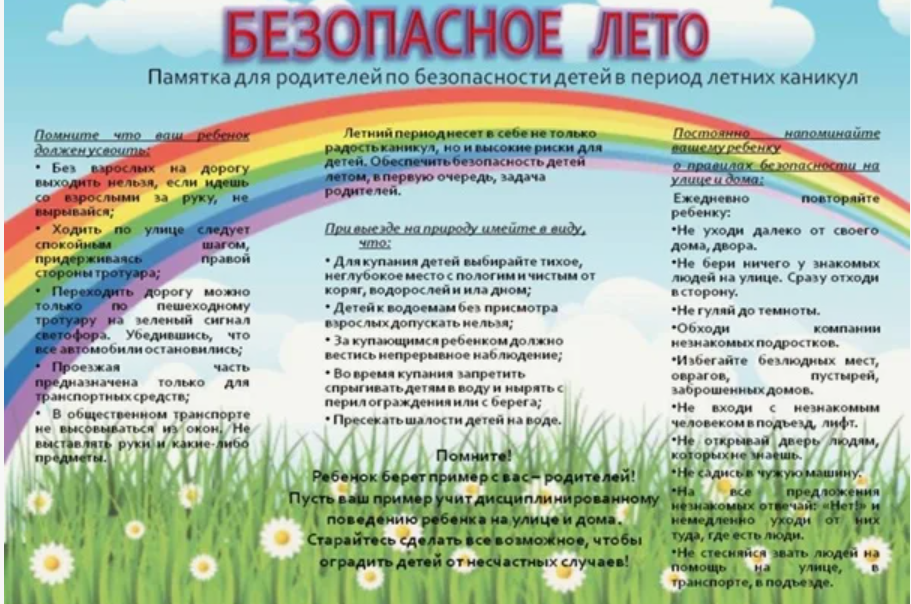 БЕЗОПАСНОЕ ЛЕТО
Памятка для родителей по безопасности детей в период летних каникул
Помните что ваш ребенок
должен усвоить:
• Без взрослых на дорогу
выходить нельзя, если идешь
со взрослыми за руку, не
вырывайся;
• Ходить по улице следует
спокойным шагом,
придерживаясь правой
стороны тротуара;
• Переходить дорогу можно
только по пешеходному
тротуару на зеленый сигнал
светофора. Убедившись, что
все автомобили остановились;
• Проезжая часть
предназначена только для
транспортных средств;
• В общественном транспорте
не высовываться из окон. Не
выставлять руки и какие-либо
предметы.
Летний период несет в себе не только
радость каникул, но и высокие риски для
детей. Обеспечить безопасность детей
летом, в первую очередь, задача
родителей.
При выезде на природу имейте в виду,
что:
• Для купания детей выбирайте тихое,
неглубокое место с пологим и чистым от
коряг, водорослей и ила дном;
• Детей к водоемам без присмотра
взрослых допускать нельзя;
• За купающимся ребенком должно
вестись непрерывное наблюдение;
• Во время купания запретить
спрыгивать детям в воду и нырять с
перил ограждения или с берега;
• Пресекать шалости детей на воде.
Помните!
Ребенок берет пример с вас – родителей!
Пусть ваш пример учит дисциплинированному
поведению ребенка на улице и дома.
Старайтесь сделать все возможное, чтобы
оградить детей от несчастных случаев!
Постоянно напоминайте
вашему ребенку
о правилах безопасности на
улице и дома:
Ежедневно повторяйте
ребенку:
•Не уходи далеко от своего
дома, двора.
•Не бери ничего у знакомых
людей на улице. Сразу отходи
в сторону.
•Не гуляй до темноты.
•Обходи компании
незнакомых подростков.
•Избегайте безлюдных мест,
оврагов, пустырей,
заброшенных домов.
•Не входи с незнакомым
человеком в подъезд, лифт.
•Не открывай дверь людям,
которых не знаешь.
•Не садись в чужую машину.
•На все предложения
незнакомых отвечай: «Нет!» и
немедленно уходи от них
туда, где есть люди.
•Не стесняйся звать людей на
помощь на улице, в
транспорте, в подъезде.